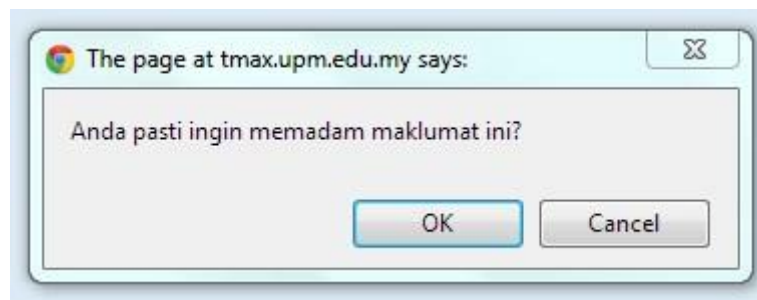 The page at tmax.upm.edu.my says:
Anda pasti ingin memadam maklumat ini?
OK Cancel